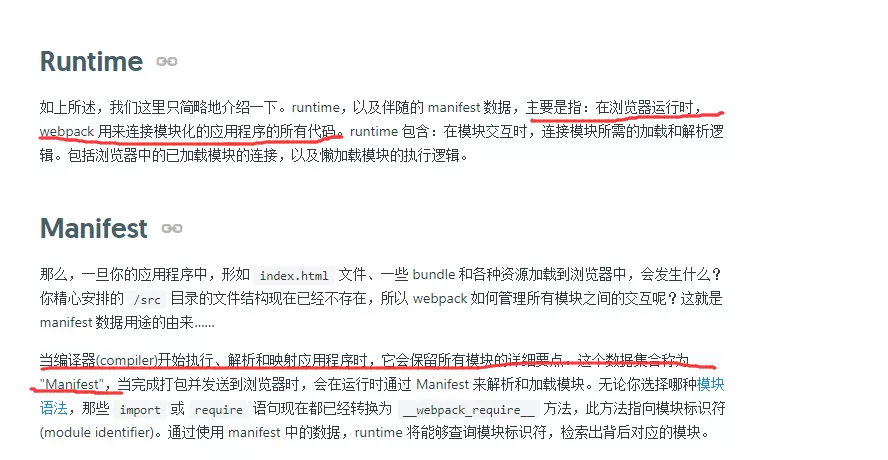 Runtime
如上所述，我们这里只简略地介绍一下。runtime，以及伴随的 manifest 数据，主要是指：在浏览器运行时，
webpack 用来连接模块化的应用程序的所有代码。runtime 包含：在模块交互时，连接模块所需的加载和解析逻
辑。包括浏览器中的已加载模块的连接，以及懒加载模块的执行逻辑。
Manifest
那么，一旦你的应用程序中，形如 index.html 文件、一些 bundle 和各种资源加载到浏览器中，会发生什么？
你精心安排的 /src 目录的文件结构现在已经不存在，所以 webpack 如何管理所有模块之间的交互呢？这就是
manifest 数据用途的由来……
当编译器(compiler)开始执行、解析和映射应用程序时，它会保留所有模块的详细要点。这个数据集合称为
"Manifest"，当完成打包并发送到浏览器时，会在运行时通过 Manifest 来解析和加载模块。无论你选择哪种模块
语法，那些 import 或 require 语句现在都已经转换为 __webpack_require__ 方法，此方法指向模块标识符
(module identifier)。通过使用 manifest 中的数据，runtime 将能够查询模块标识符，检索出背后对应的模块。